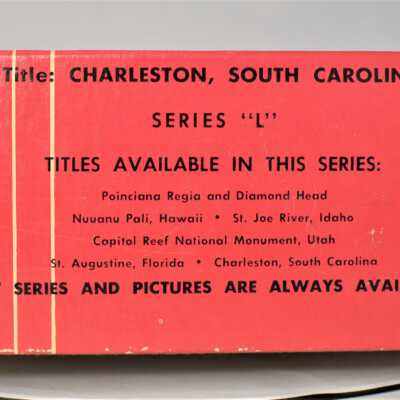 Title: CHARLESTON, SOUTH CAROLIN
SERIES "L"
TITLES AVAILABLE IN THIS SERIES:
Poinciana Regia and Diamond Head
Nuuanu Pali, Hawaii • St. Joe River, Idaho
Capitol Reef National Monument, Utah
St. Augustine, Florida • Charleston, South Carolina
SERIES AND PICTURES ARE ALWAYS AVAI